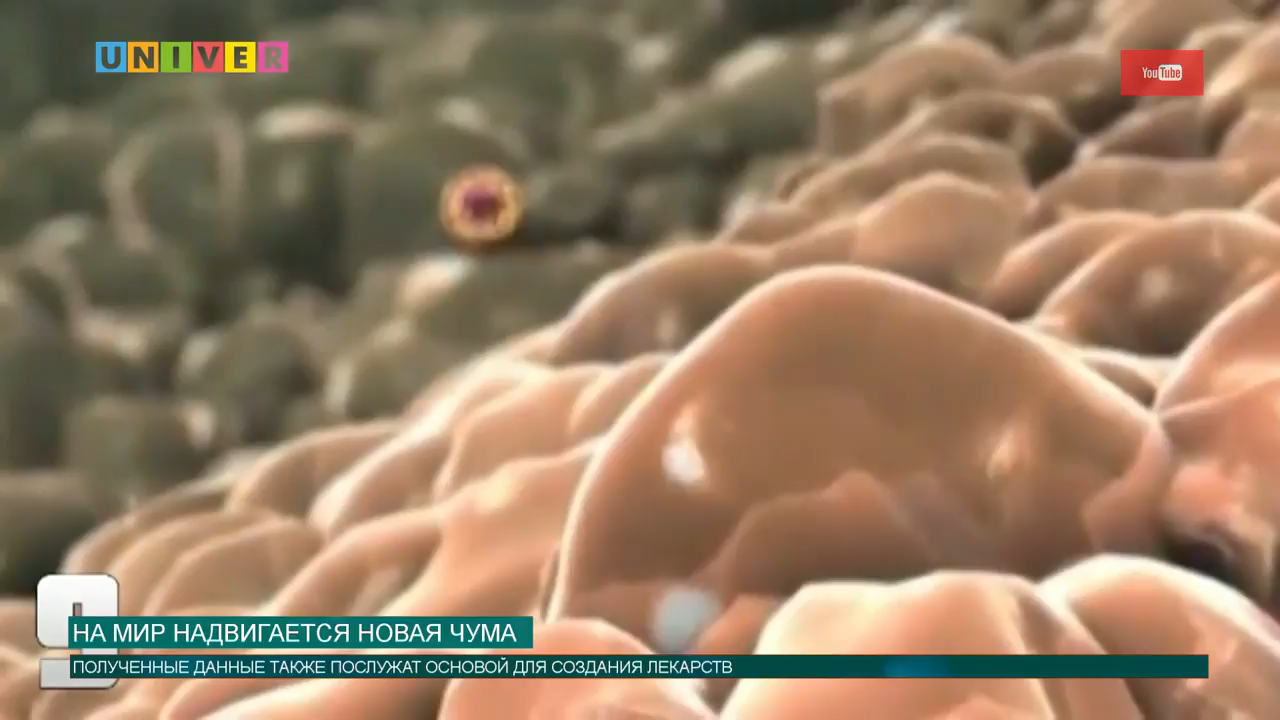 UNIVER
YouTube
НА МИР НАДВИГАЕТСЯ НОВАЯ ЧУМА
ПОЛУЧЕННЫЕ ДАННЫЕ ТАКЖЕ ПОСЛУЖАТ ОСНОВОЙ ДЛЯ СОЗДАНИЯ ЛЕКАРСТВ